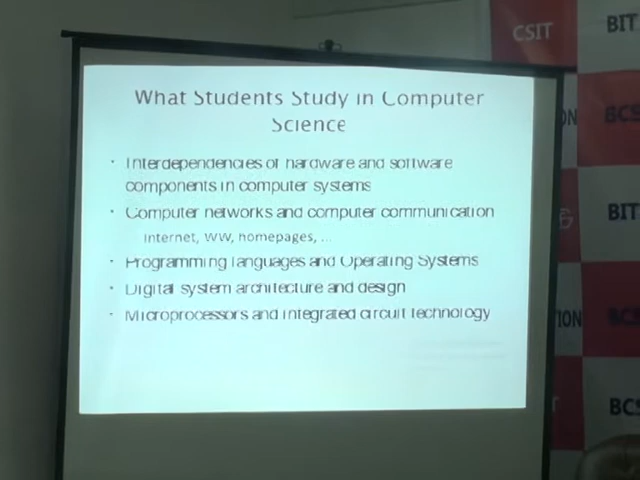 What Students Study in Computer
Science
· Interdependencies of hardware and software
components in computer systems
· Computer networks and computer communication
Internet, WW, homepages, ...
· Programming languages and Operating Systems
· Digital system architecture and design
· Microprocessors and integrated circuit technology
CSIT
BIT
BCS
BIT
ION
BCS
BCS